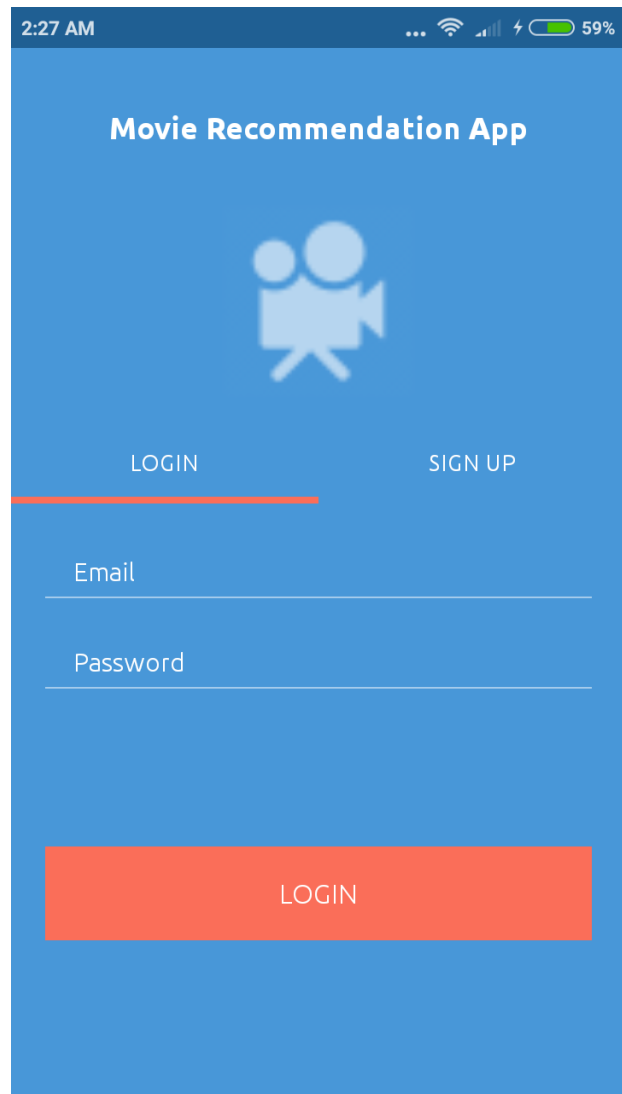 2:27 AM ... 59%
Movie Recommendation App
LOGIN SIGN UP
Email
Password
LOGIN